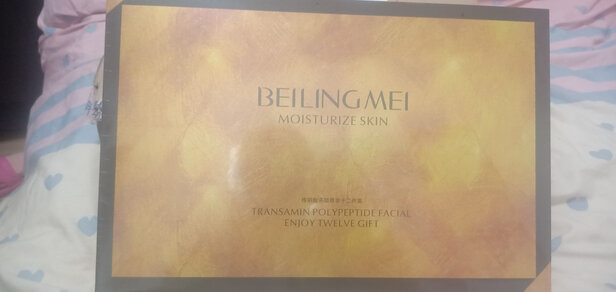 BEILINGMEI
MOISTURIZE SKIN
TRANSAMIN POLYPEPTIDE FACIAL
ENJOY TWELVE GIFT